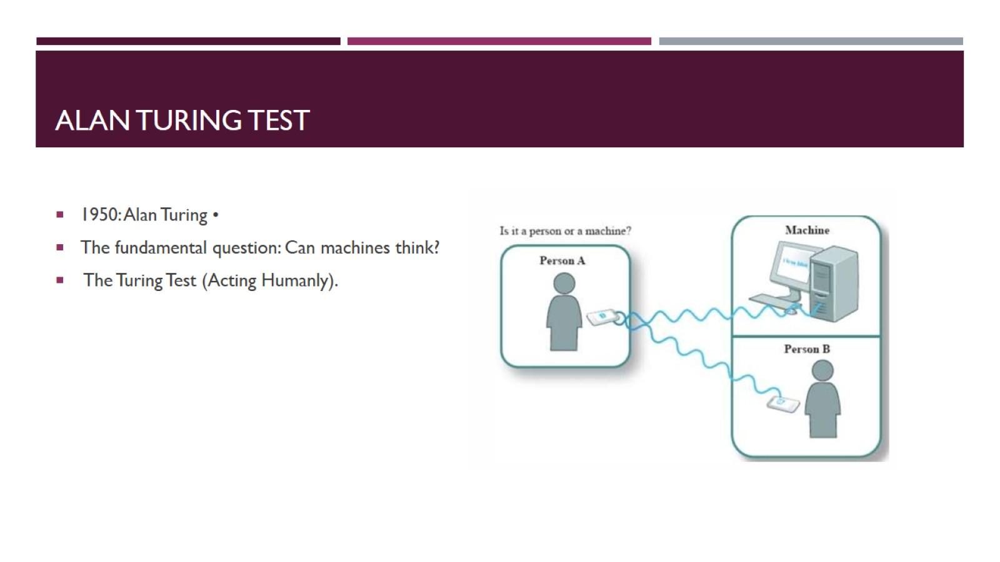 ALAN TURING TEST
1950: Alan Turing •
The fundamental question: Can machines think?
The Turing Test (Acting Humanly).
Is it a person or a machine?
Person A
Machine
Person B